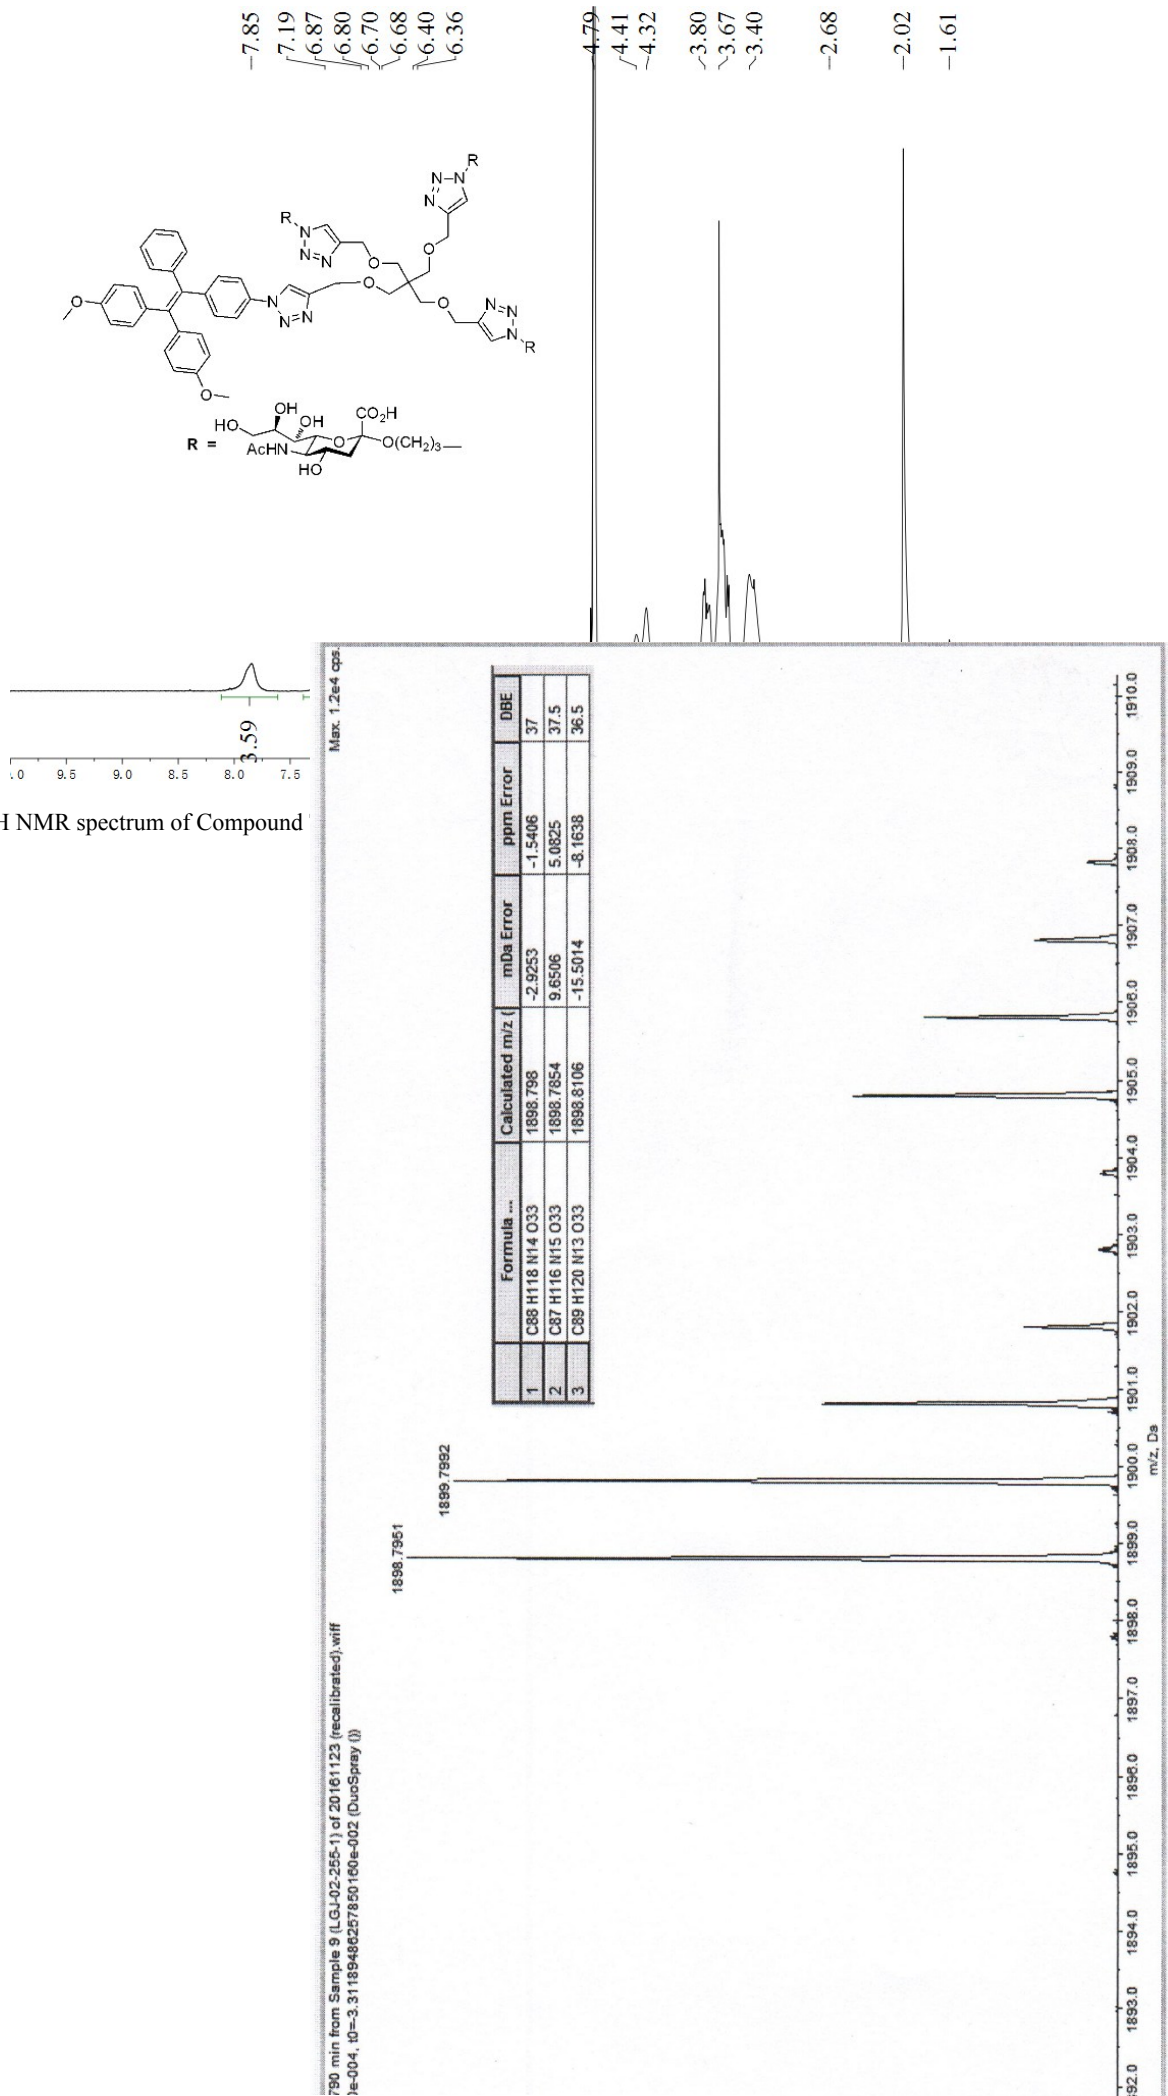 7.85
7.19
6.87
6.80
6.70
6.68
6.40
6.36
4.79
4.41
4.32
3.80
3.67
3.40
2.68
2.02
1.61
R
N
N
N
R
N
N
N
O
O
O
O
N
N
N
N
N
N
R
O
O
R =
HO
OH
OH
CO₂H
AcHN
O
O(CH₂)₃
HO
3.59
.0 9.5 9.0 8.5 8.0 7.5
H NMR spectrum of Compound
Max. 1.2e4 cps.
790 min from Sample 9 (LGJ-02-255-1) of 20161123 (recalibrated).wiff
0e-004, t0=-3.31189486257850160e-002 (DuoSpray ())
Formula ... Calculated m/z ( mDa Error ppm Error DBE
1 C88 H118 N14 O33 1898.798 -2.9253 -1.5406 37
2 C87 H116 N15 O33 1898.7854 9.6506 5.0825 37.5
3 C89 H120 N13 O33 1898.8106 -15.5014 -8.1638 36.5
1898.7951
1899.7992
92.0 1893.0 1894.0 1895.0 1896.0 1897.0 1898.0 1899.0 1900.0 1901.0 1902.0 1903.0 1904.0 1905.0 1906.0 1907.0 1908.0 1909.0 1910.0
m/z, Da